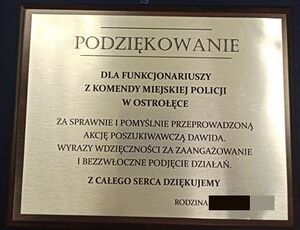 PODZIĘKOWANIE
DLA FUNKCJONARIUSZY
Z KOMENDY MIEJSKIEJ POLICJI
W OSTROŁĘCE
ZA SPRAWNIE I POMYŚLNIE PRZEPROWADZONĄ
AKCJĘ POSZUKIWAWCZĄ DAWIDA.
WYRAZY WDZIĘCZNOŚCI ZA ZAANGAŻOWANIE
I BEZZWŁOCZNE PODJĘCIE DZIAŁAŃ.
Z CAŁEGO SERCA DZIĘKUJEMY
RODZINA